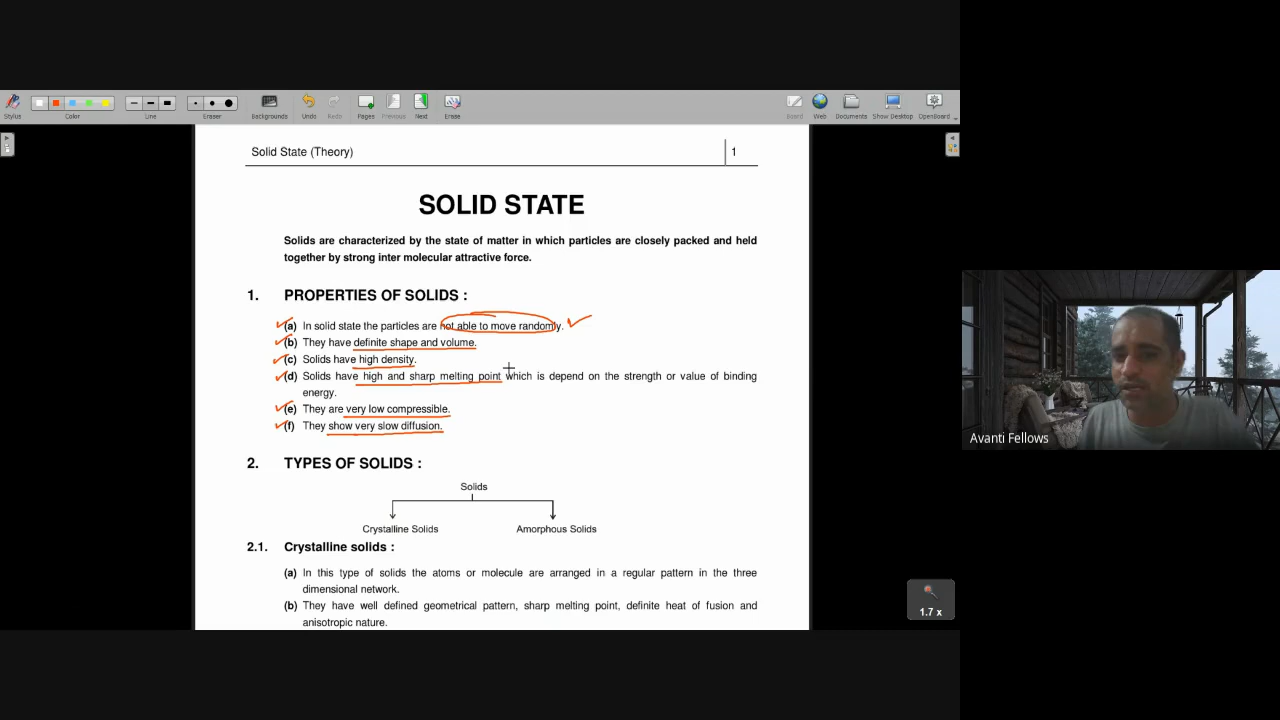 Stylus
Color
Line
Eraser
Backgrounds
Undo
Redo
Pages
Previous
Next
Erase
Board
Web
Documents
Show Desktop
OpenBoard
Solid State (Theory)
1
SOLID STATE
Solids are characterized by the state of matter in which particles are closely packed and held
together by strong inter molecular attractive force.
1. PROPERTIES OF SOLIDS :
(a) In solid state the particles are not able to move randomly.
(b) They have definite shape and volume.
(c) Solids have high density.
(d) Solids have high and sharp melting point which is depend on the strength or value of binding
energy.
(e) They are very low compressible.
(f) They show very slow diffusion.
2. TYPES OF SOLIDS :
Solids
Crystalline Solids Amorphous Solids
2.1. Crystalline solids :
(a) In this type of solids the atoms or molecule are arranged in a regular pattern in the three
dimensional network.
(b) They have well defined geometrical pattern, sharp melting point, definite heat of fusion and
anisotropic nature.
1.7 x
Avanti Fellows